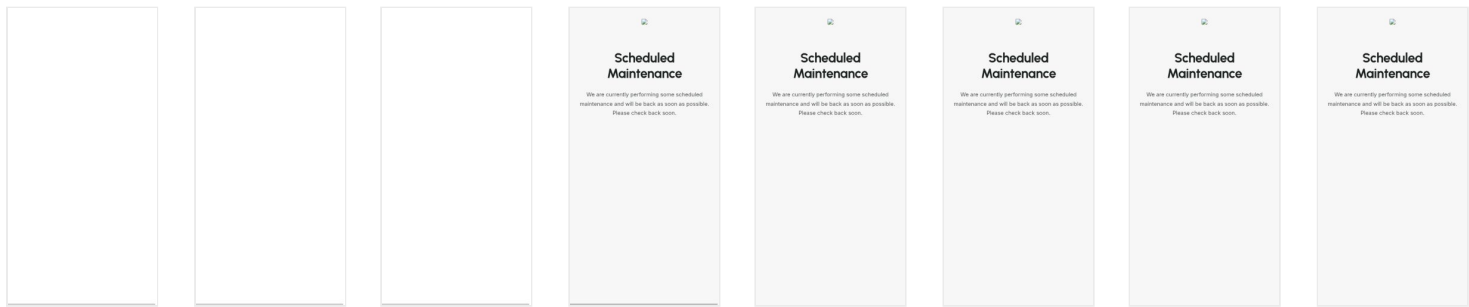 Scheduled
Maintenance
We are currently performing some scheduled
maintenance and will be back as soon as possible.
Please check back soon.
Scheduled
Maintenance
We are currently performing some scheduled
maintenance and will be back as soon as possible.
Please check back soon.
Scheduled
Maintenance
We are currently performing some scheduled
maintenance and will be back as soon as possible.
Please check back soon.
Scheduled
Maintenance
We are currently performing some scheduled
maintenance and will be back as soon as possible.
Please check back soon.
Scheduled
Maintenance
We are currently performing some scheduled
maintenance and will be back as soon as possible.
Please check back soon.